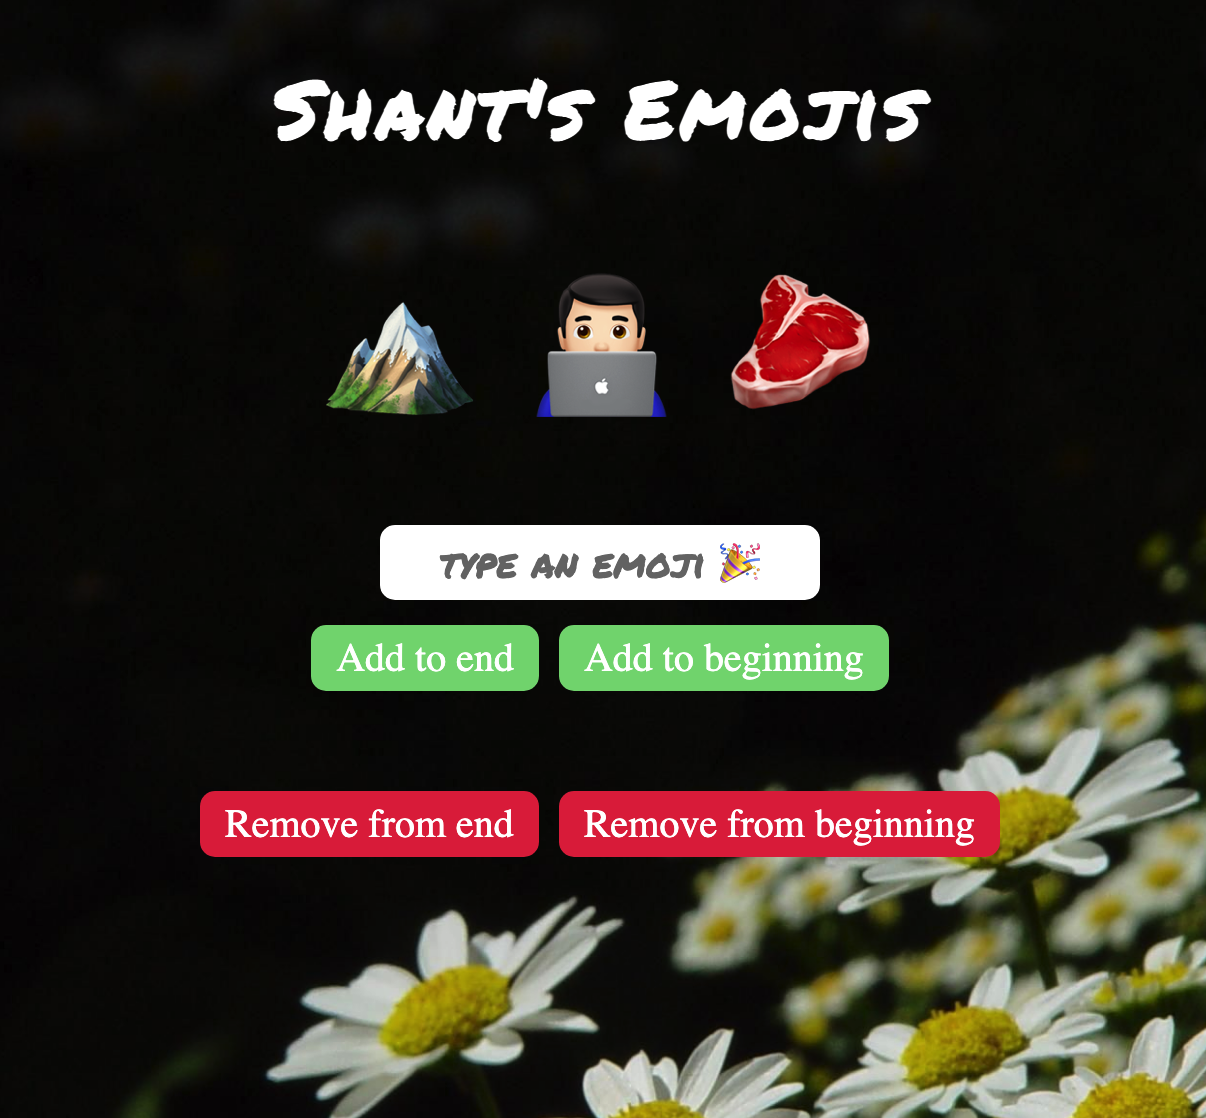 Shant's Emojis
type an emoji 🎉
Add to end
Add to beginning
Remove from end
Remove from beginning